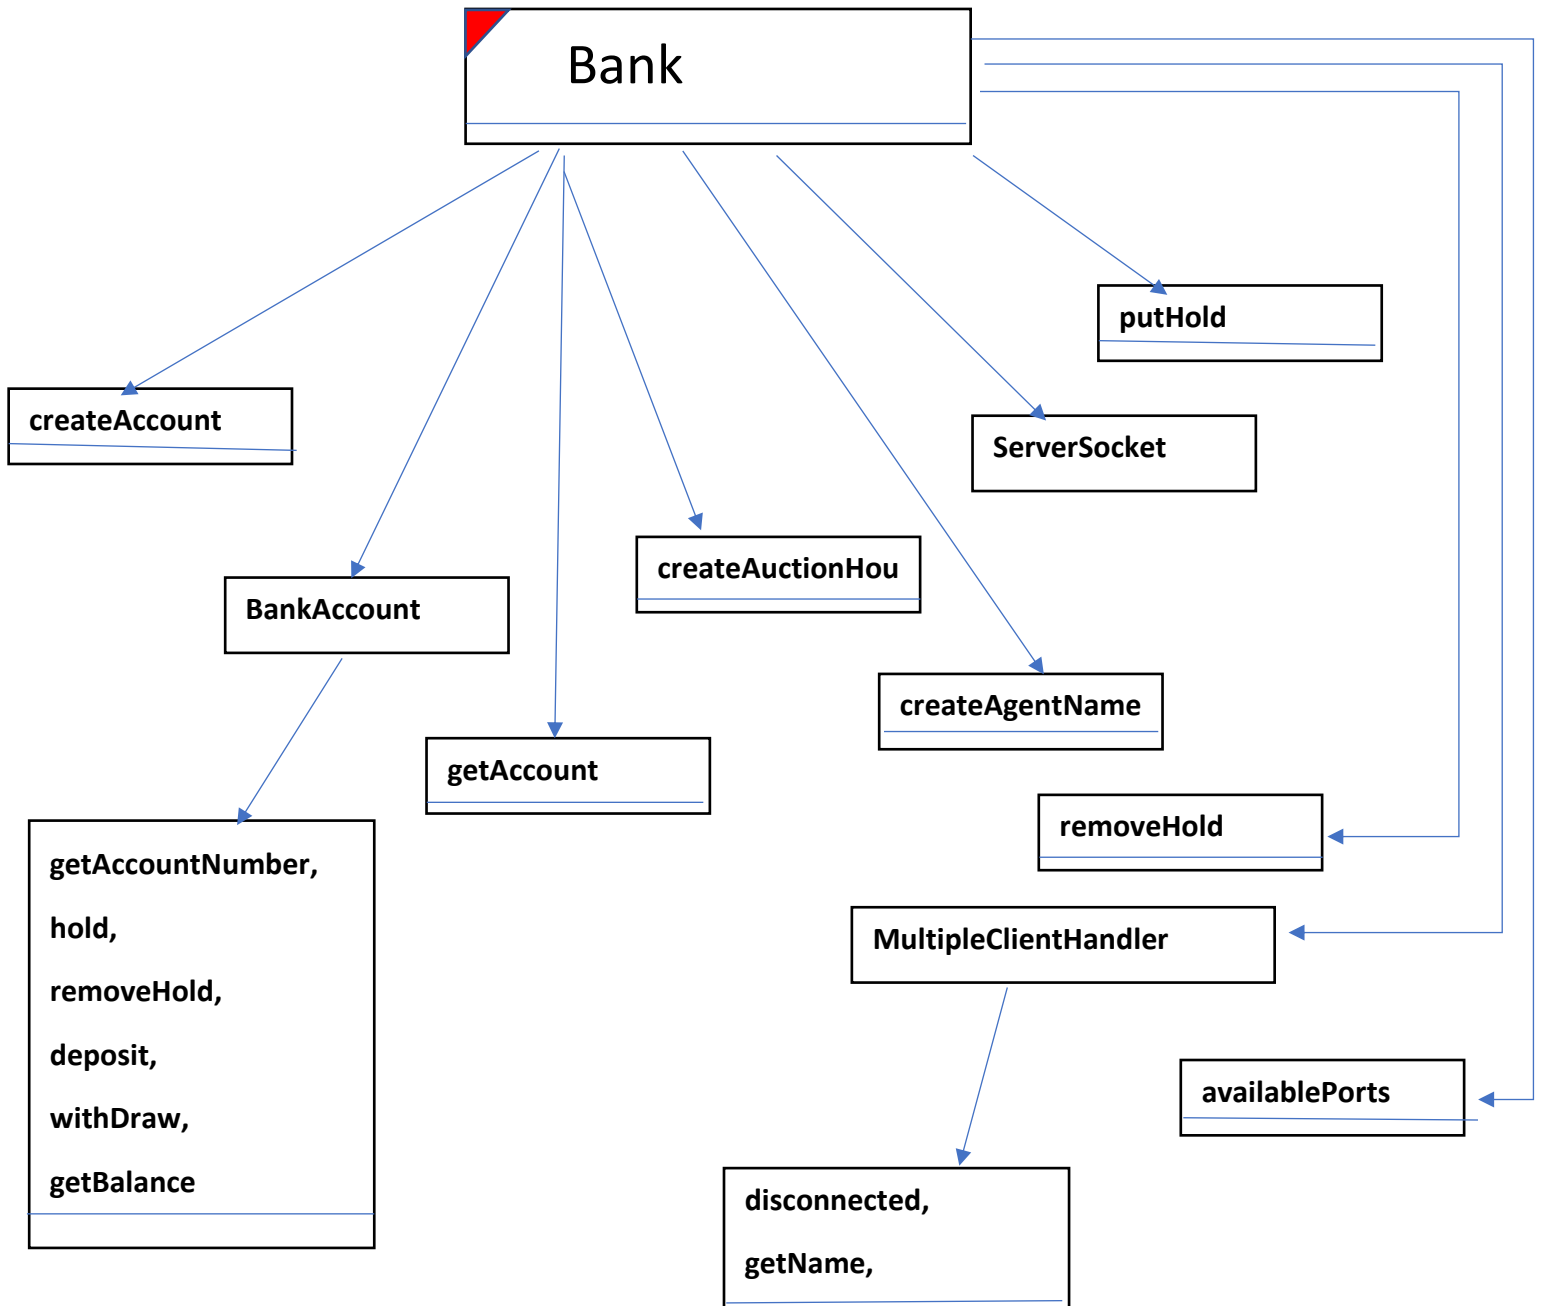 Bank
putHold
createAccount
ServerSocket
createAuctionHou
BankAccount
createAgentName
getAccount
removeHold
getAccountNumber,
hold,
removeHold,
deposit,
withDraw,
getBalance
MultipleClientHandler
availablePorts
disconnected,
getName,